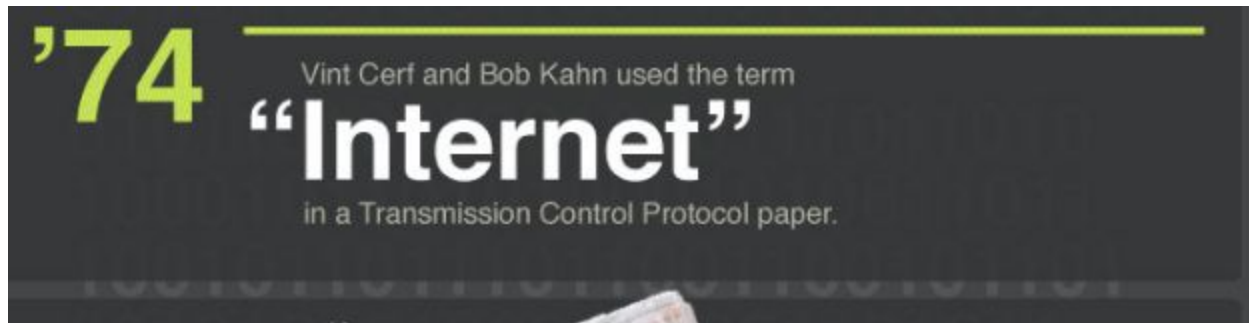 ’74
Vint Cerf and Bob Kahn used the term
“Internet”
in a Transmission Control Protocol paper.